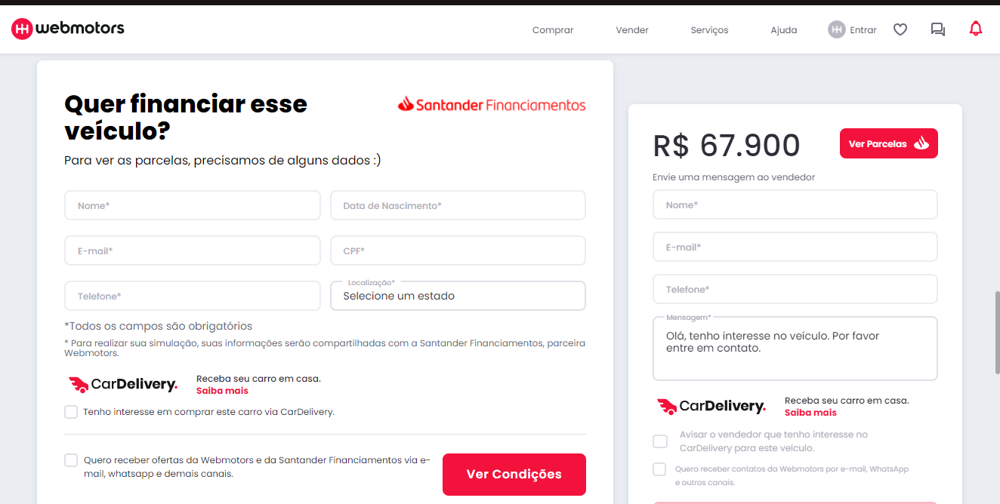 webmotors
Comprar
Vender
Serviços
Ajuda
Entrar
Quer financiar esse
veículo?
Santander Financiamentos
Para ver as parcelas, precisamos de alguns dados :)
Nome*
Data de Nascimento*
E-mail*
CPF*
Telefone*
Localização*
Selecione um estado
*Todos os campos são obrigatórios
* Para realizar sua simulação, suas informações serão compartilhadas com a Santander Financiamentos, parceira
Webmotors.
CarDelivery.
Receba seu carro em casa.
Saiba mais
Tenho interesse em comprar este carro via CarDelivery.
Quero receber ofertas da Webmotors e da Santander Financiamentos via e-
mail, whatsapp e demais canais.
Ver Condições
R$ 67.900
Ver Parcelas
Envie uma mensagem ao vendedor
Nome*
E-mail*
Telefone*
Mensagem*
Olá, tenho interesse no veículo. Por favor
entre em contato.
CarDelivery.
Receba seu carro em casa.
Saiba mais
Avisar o vendedor que tenho interesse no
CarDelivery para este veículo.
Quero receber contatos da Webmotors por e-mail, WhatsApp
e outros canais.